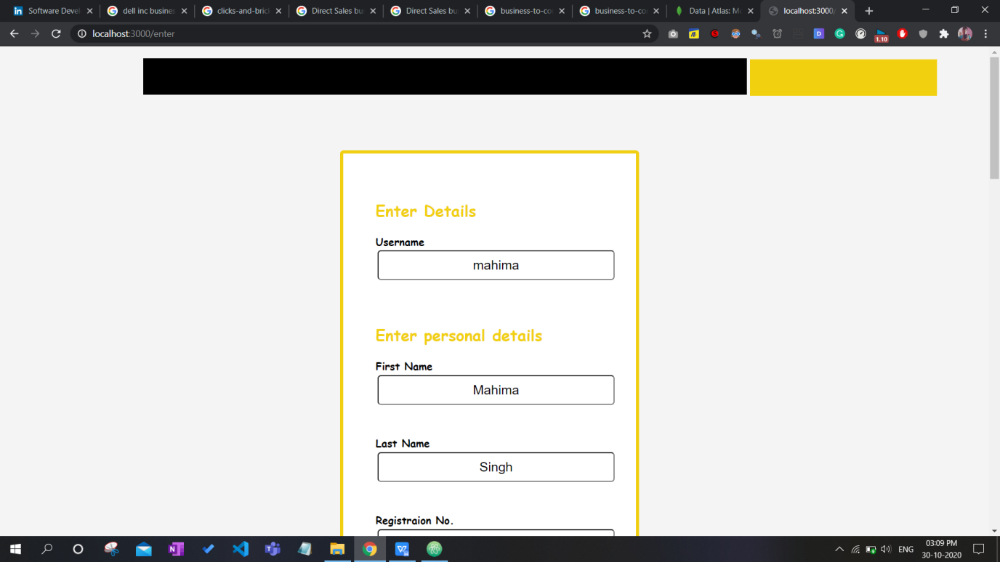 Software Devel
dell inc busines
clicks-and-brick
Direct Sales bu
Direct Sales bu
business-to-co
business-to-co
Data | Atlas: Mo
localhost:3000/
localhost:3000/enter
1.10
Enter Details
Username
mahima
Enter personal details
First Name
Mahima
Last Name
Singh
Registraion No.
ENG
03:09 PM
30-10-2020